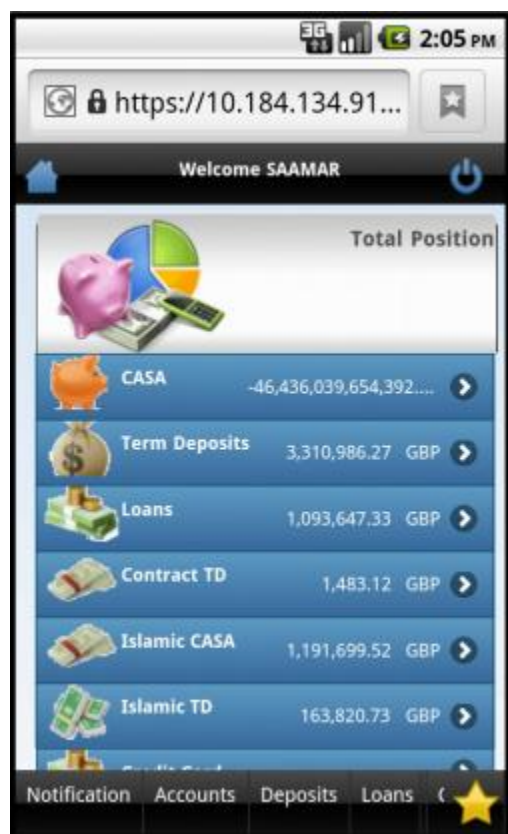 3G 2:05 PM
https://10.184.134.91...
Welcome SAAMAR
Total Position
CASA -46,436,039,654,392....
Term Deposits 3,310,986.27 GBP
Loans 1,093,647.33 GBP
Contract TD 1,483.12 GBP
Islamic CASA 1,191,699.52 GBP
Islamic TD 163,820.73 GBP
Credit Card
Notification Accounts Deposits Loans